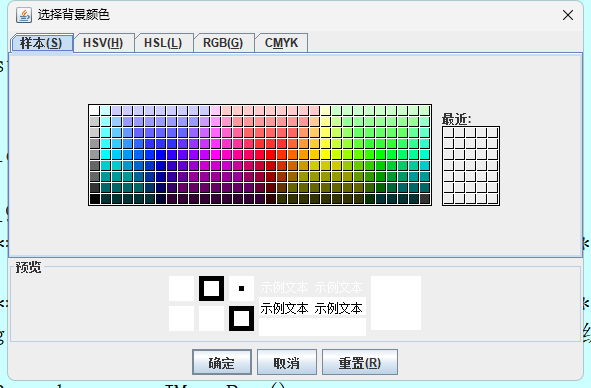 选择背景颜色
样本(S) HSV(H) HSL(L) RGB(G) CMYK
最近:
预览
示例文本 示例文本
示例文本 示例文本
确定 取消 重置(R)